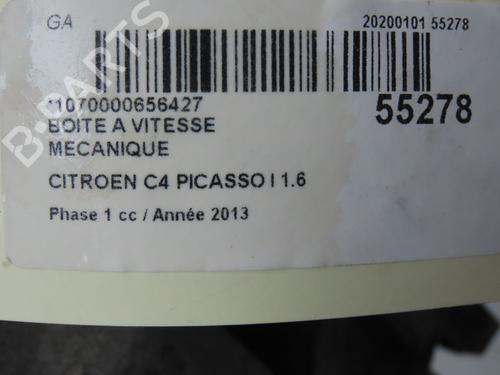 GA
20200101 55278
*1070000656427
55278
BOITE A VITESSE
MECANIQUE
CITROEN C4 PICASSO I 1.6
Phase 1 cc / Année 2013
B-PARTS